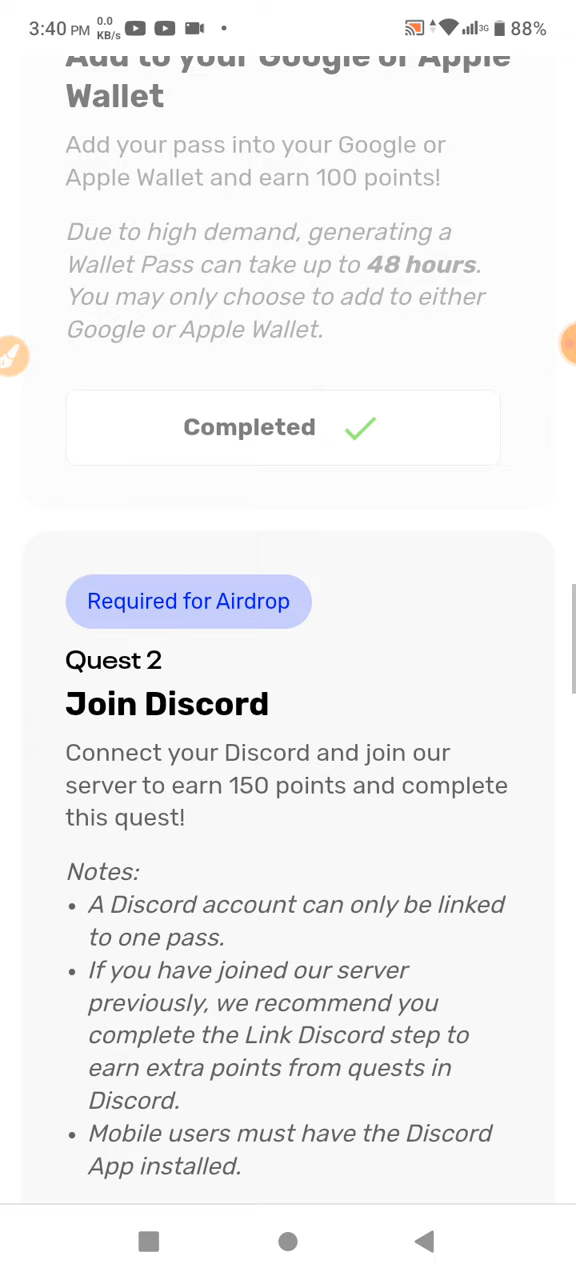 3:40 PM 0.0 KB/s 3G 88%
Add to your Google or Apple
Wallet
Add your pass into your Google or
Apple Wallet and earn 100 points!
Due to high demand, generating a
Wallet Pass can take up to 48 hours.
You may only choose to add to either
Google or Apple Wallet.
Completed
Required for Airdrop
Quest 2
Join Discord
Connect your Discord and join our
server to earn 150 points and complete
this quest!
Notes:
• A Discord account can only be linked
to one pass.
• If you have joined our server
previously, we recommend you
complete the Link Discord step to
earn extra points from quests in
Discord.
• Mobile users must have the Discord
App installed.